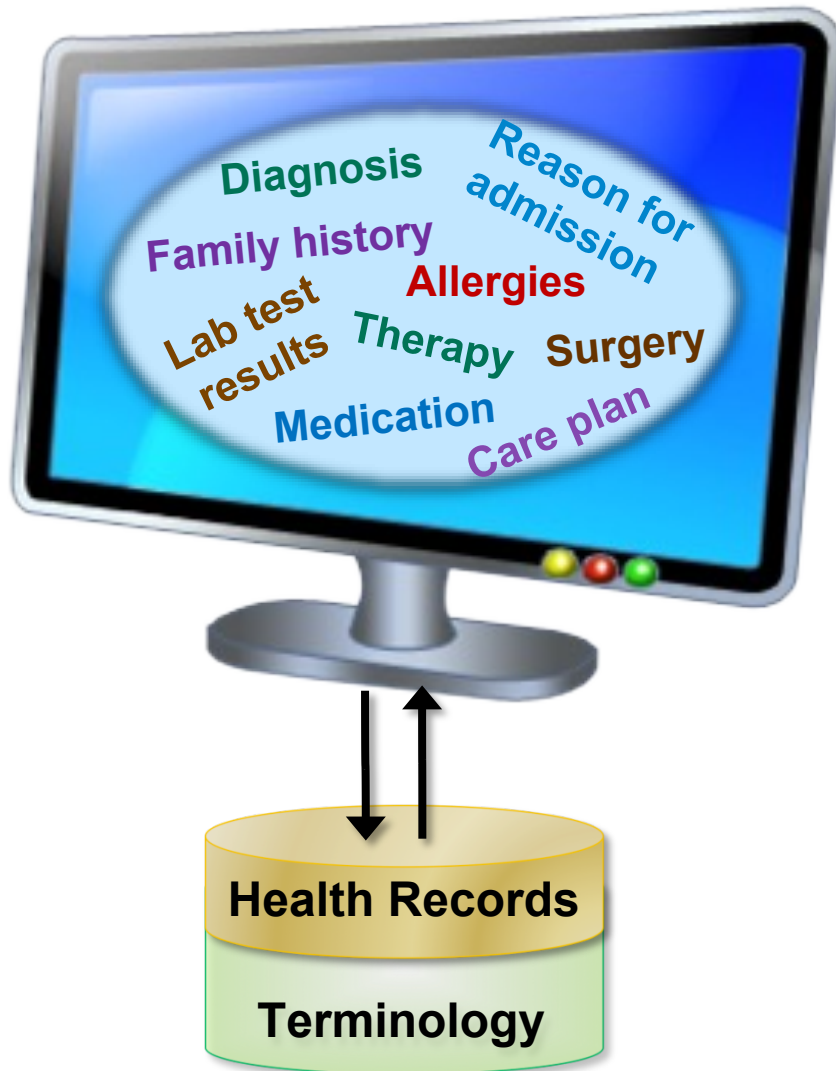 Diagnosis
Reason for
admission
Family history
Allergies
Lab test
results
Therapy
Surgery
Medication
Care plan
Health Records
Terminology